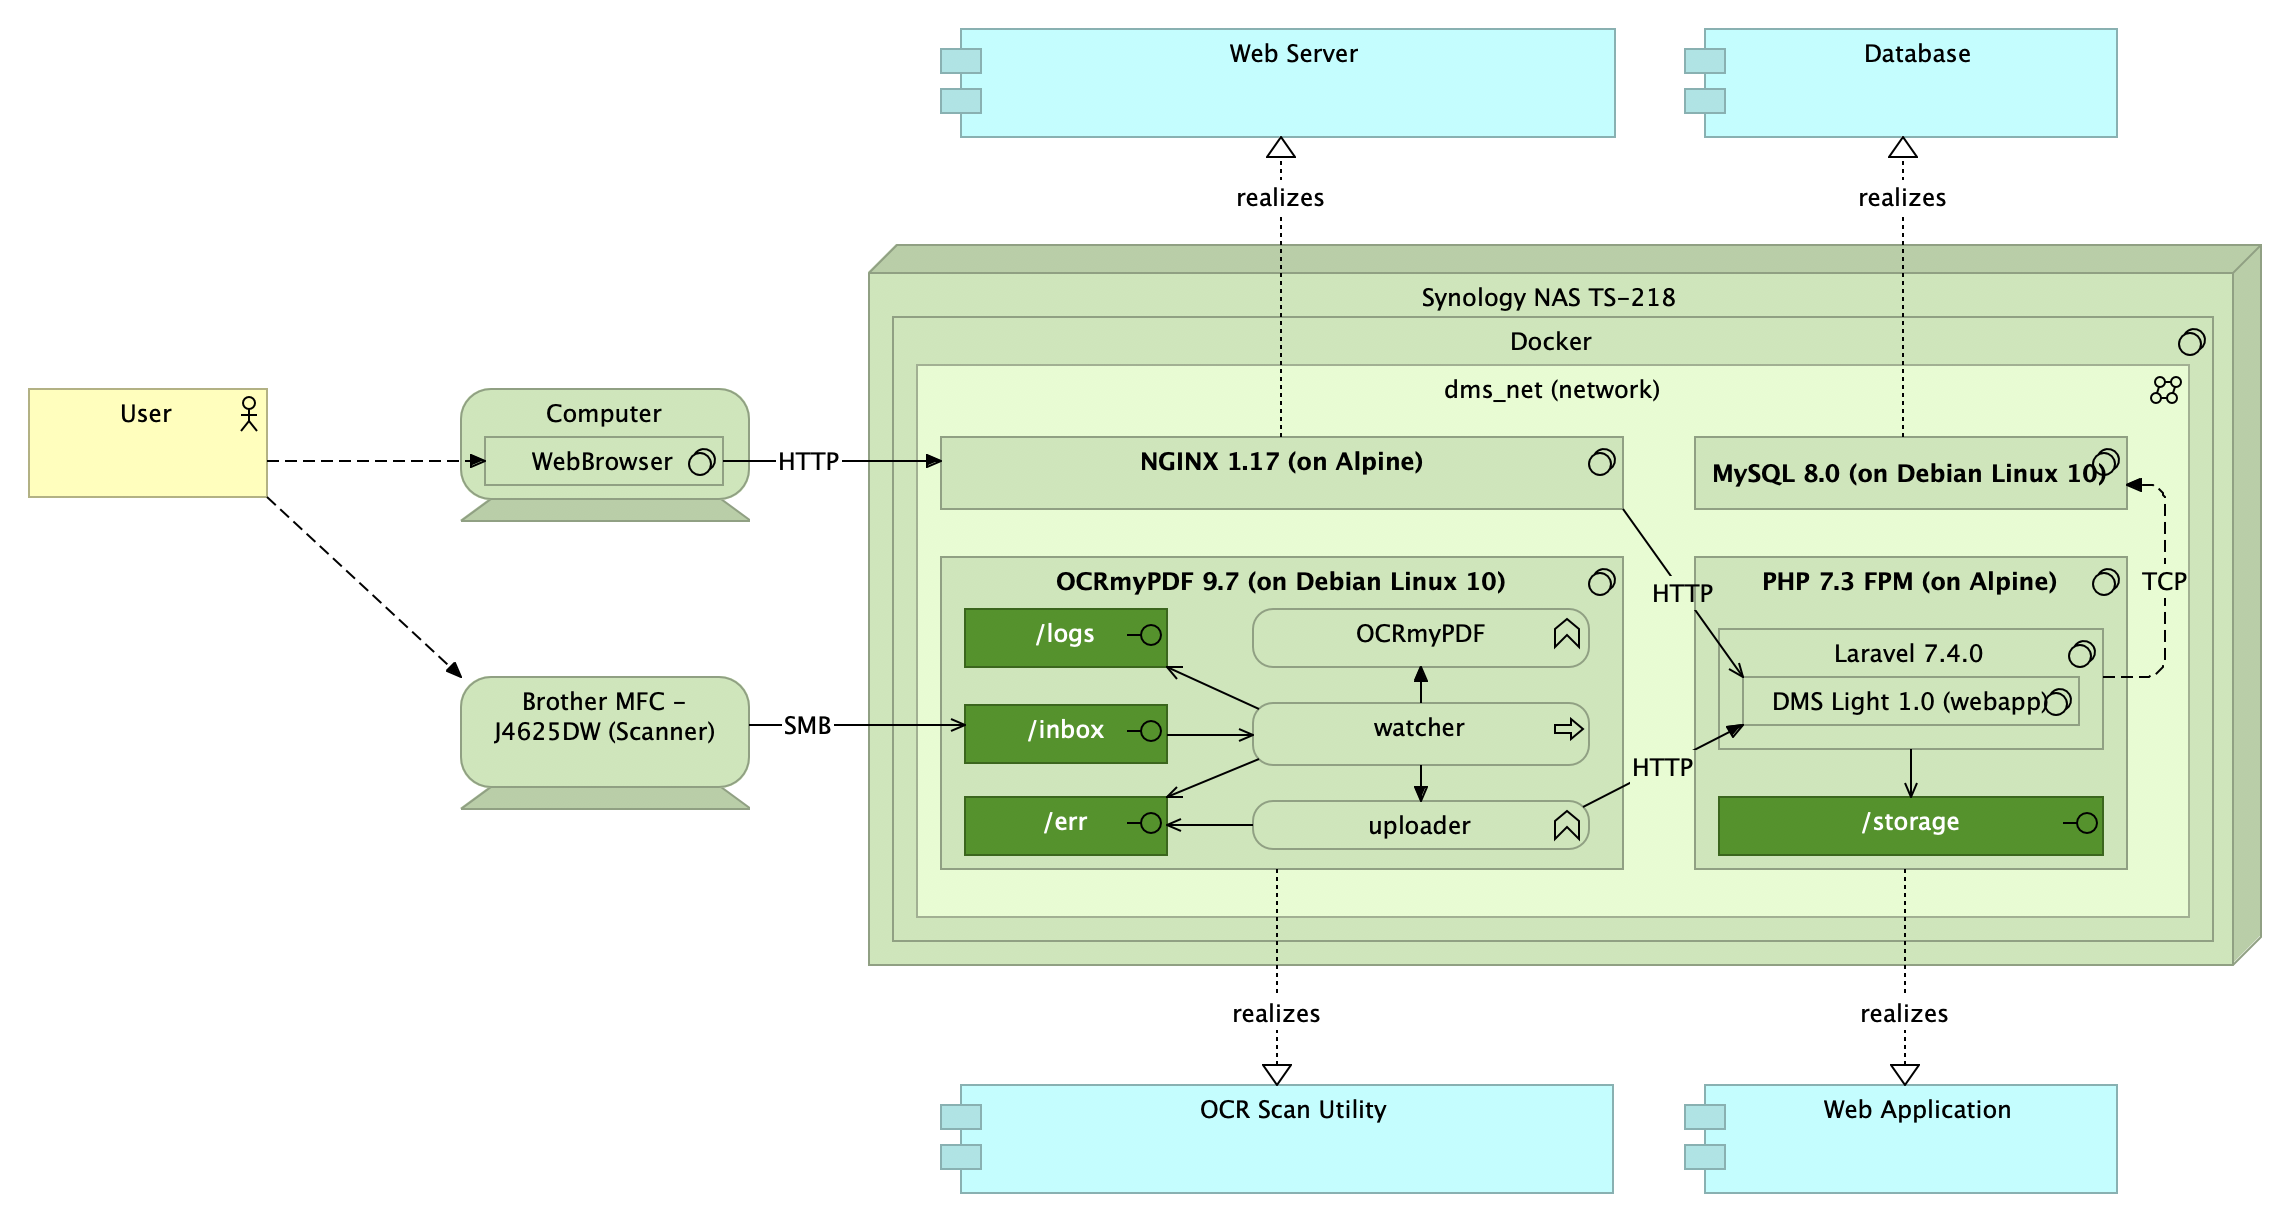 Web Server
Database
realizes
realizes
Synology NAS TS-218
Docker
dms_net (network)
User
Computer
WebBrowser
HTTP
NGINX 1.17 (on Alpine)
MySQL 8.0 (on Debian Linux 10)
OCRmyPDF 9.7 (on Debian Linux 10)
HTTP
PHP 7.3 FPM (on Alpine)
TCP
/logs
OCRmyPDF
Laravel 7.4.0
Brother MFC -
J4625DW (Scanner)
SMB
/inbox
watcher
DMS Light 1.0 (webapp)
HTTP
/err
uploader
/storage
realizes
realizes
OCR Scan Utility
Web Application